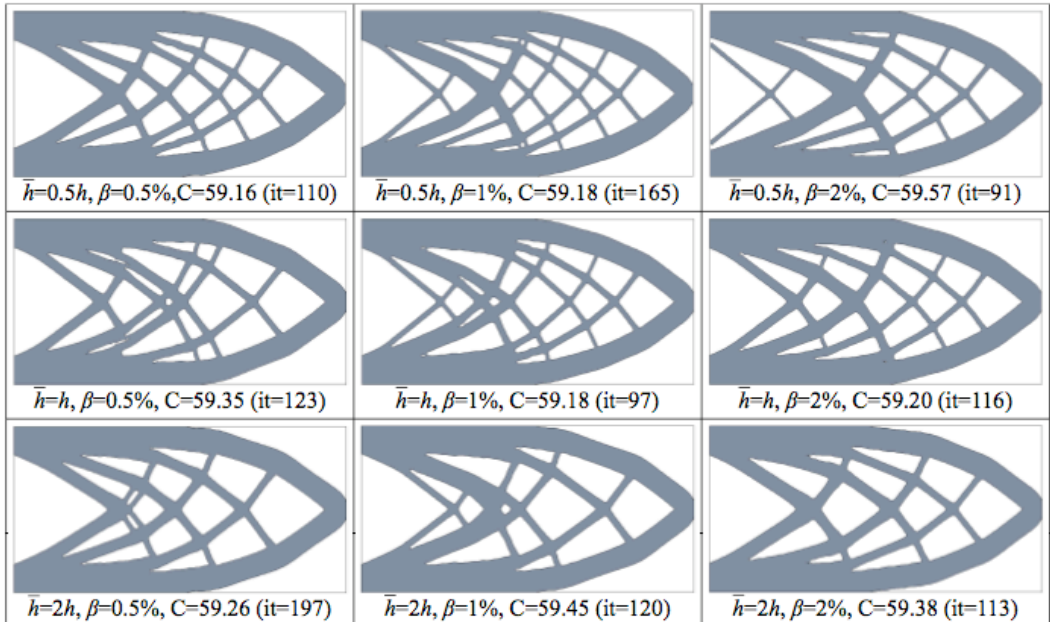 h̅=0.5h, β=0.5%,C=59.16 (it=110)
h̅=0.5h, β=1%, C=59.18 (it=165)
h̅=0.5h, β=2%, C=59.57 (it=91)
h̅=h, β=0.5%, C=59.35 (it=123)
h̅=h, β=1%, C=59.18 (it=97)
h̅=h, β=2%, C=59.20 (it=116)
h̅=2h, β=0.5%, C=59.26 (it=197)
h̅=2h, β=1%, C=59.45 (it=120)
h̅=2h, β=2%, C=59.38 (it=113)